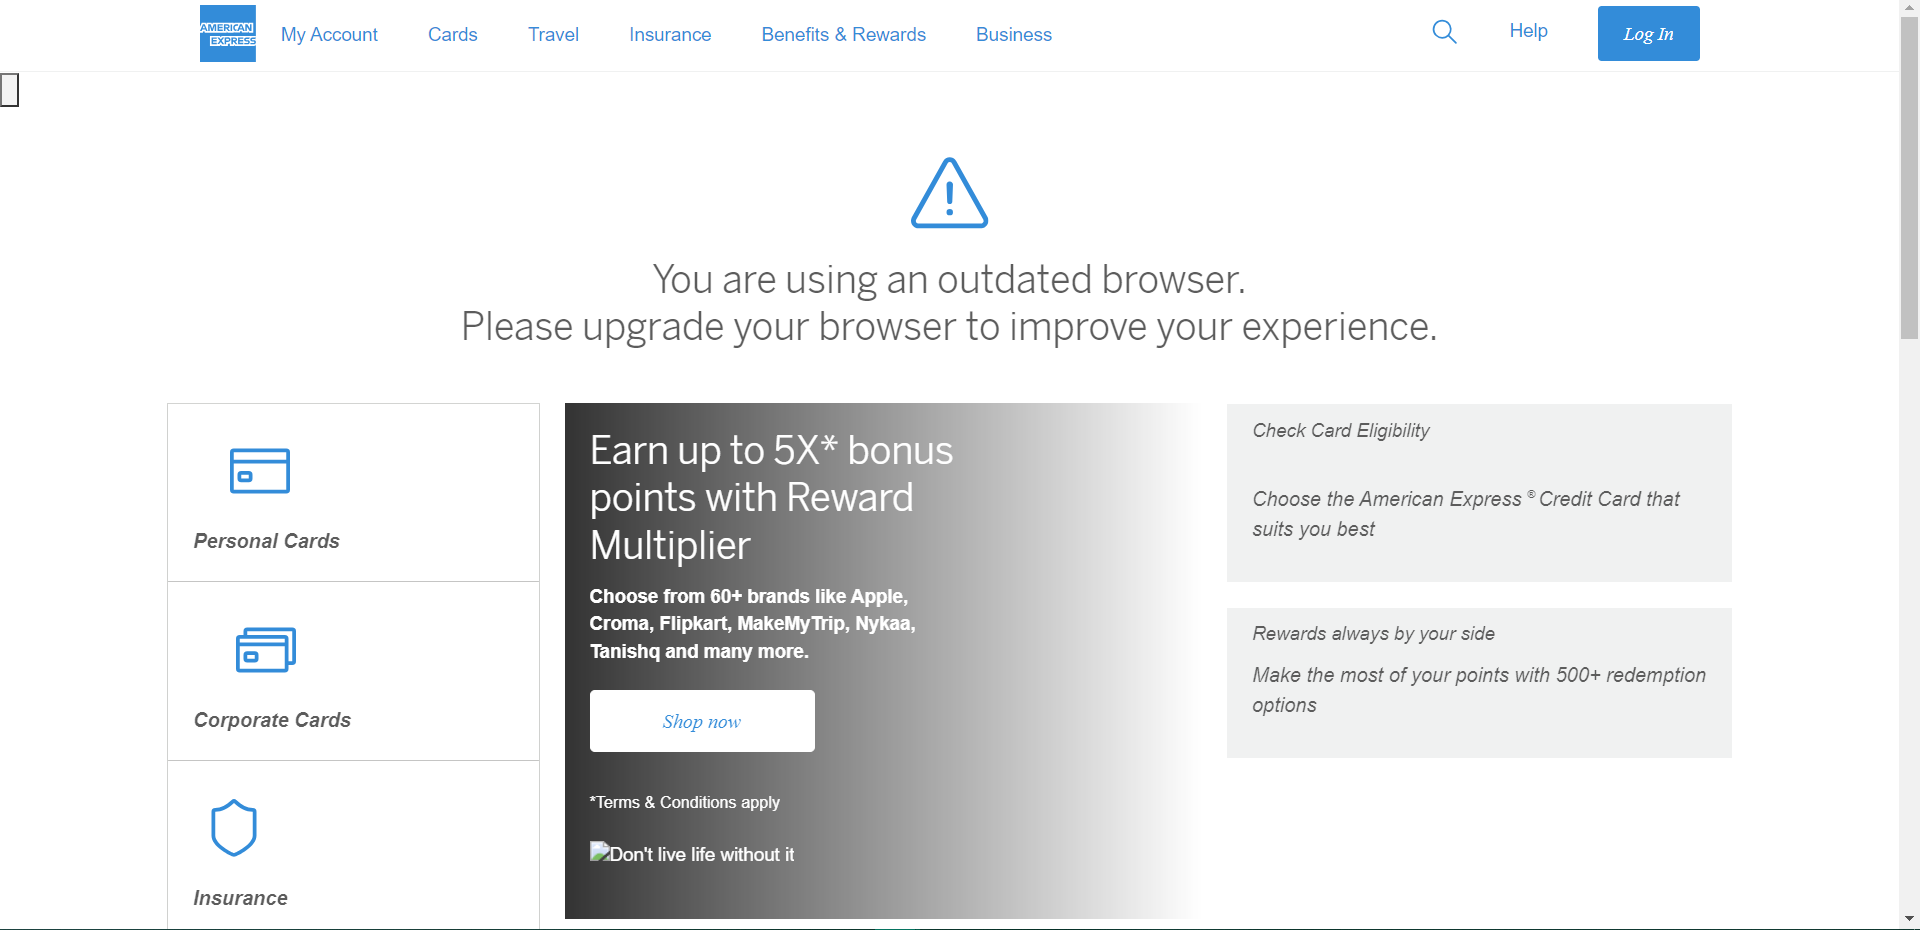 AMERICAN
EXPRESS
My Account
Cards
Travel
Insurance
Benefits & Rewards
Business
Help
Log In
You are using an outdated browser.
Please upgrade your browser to improve your experience.
Personal Cards
Corporate Cards
Insurance
Earn up to 5X* bonus
points with Reward
Multiplier
Choose from 60+ brands like Apple,
Croma, Flipkart, MakeMyTrip, Nykaa,
Tanishq and many more.
Shop now
*Terms & Conditions apply
Don't live life without it
Check Card Eligibility
Choose the American Express ® Credit Card that
suits you best
Rewards always by your side
Make the most of your points with 500+ redemption
options